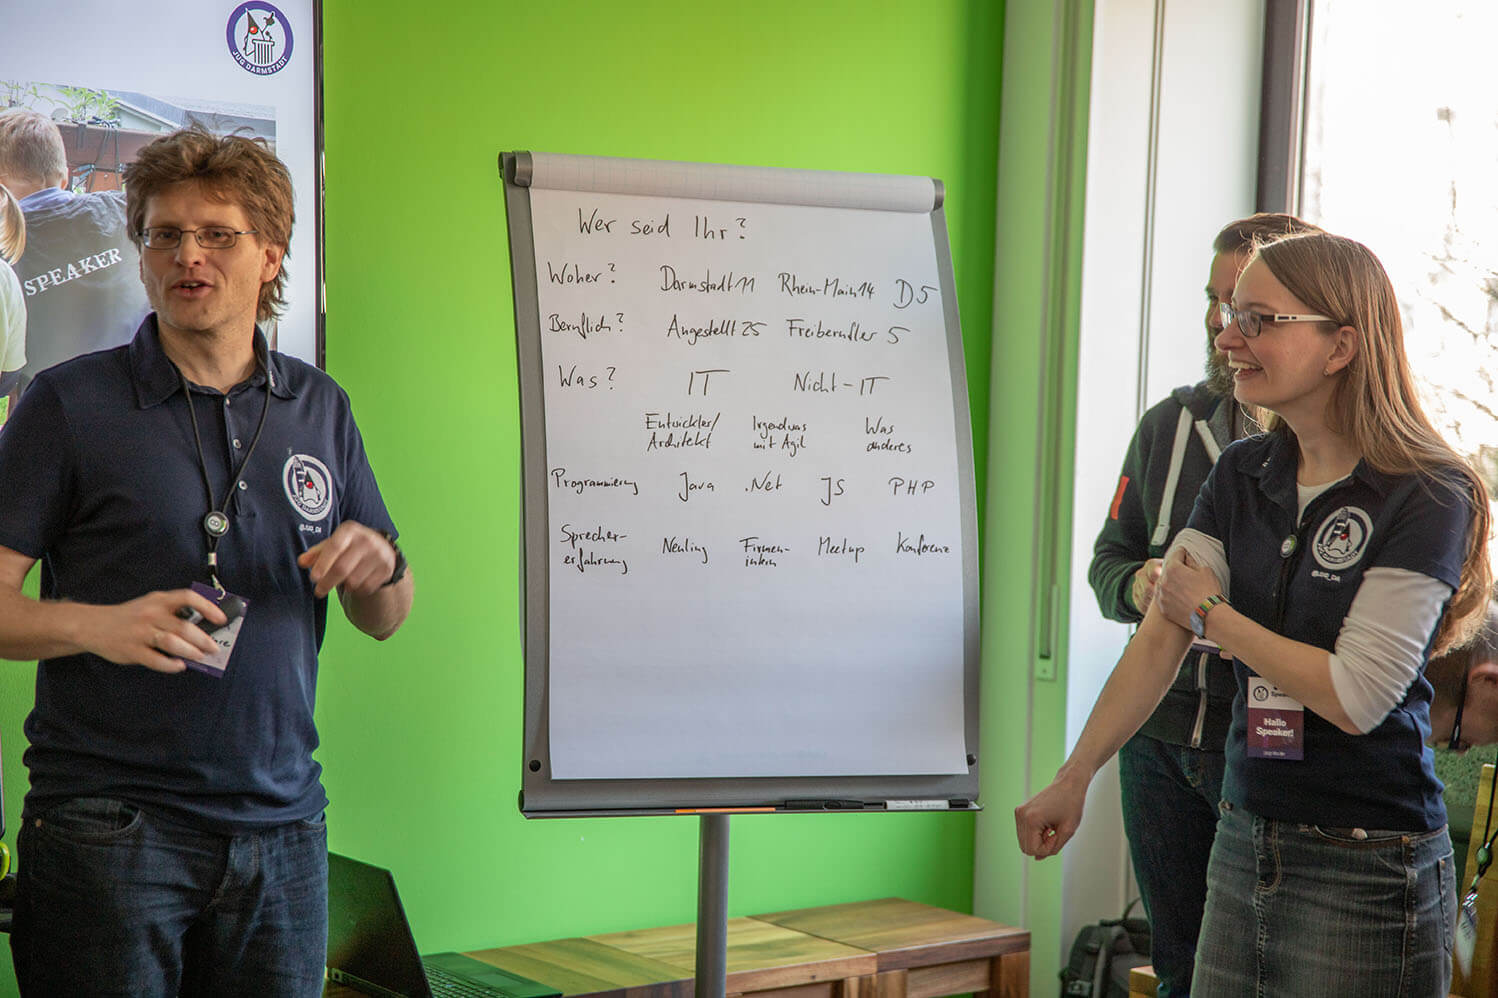 JUG DARMSTADT
SPEAKER
Wer seid Ihr?
Woher? Darmstadt 11 Rhein-Main 14 D 5
Beruflich? Angestellt 25 Freiberufler 5
Was? IT Nicht-IT
Entwickler/ Irgendwas Was
Architekt mit Agil anderes
Programmierung Java .Net JS PHP
Sprecher- Neuling Firmen- Meetup Konferenz
erfahrung intern
@JUG_DA
@JUG_DA
Hallo
Speaker!